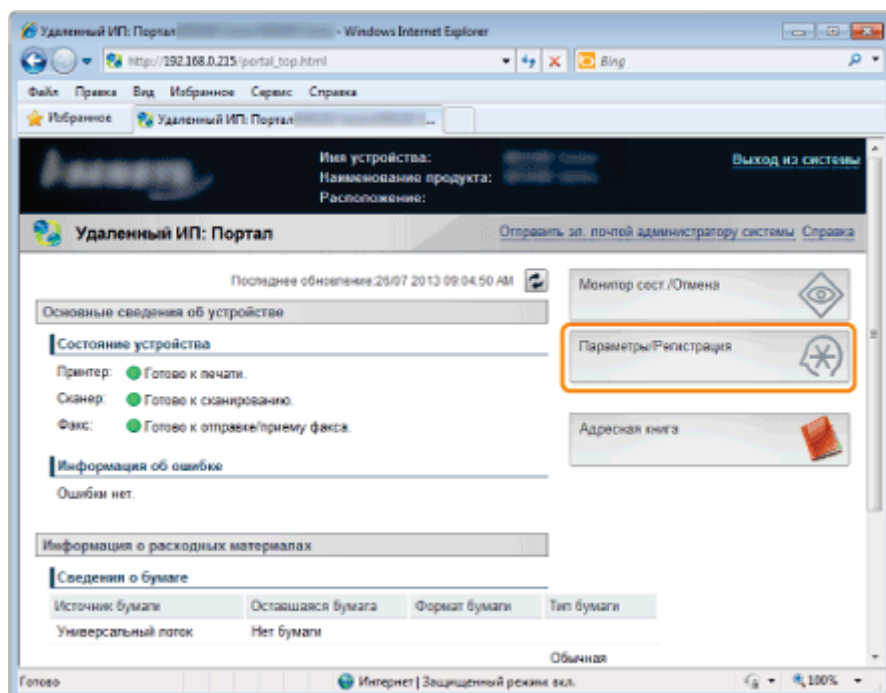 Удаленный ИП: Портал - Windows Internet Explorer
http://192.168.0.215/portal_top.html
Bing
Файл Правка Вид Избранное Сервис Справка
Избранное Удаленный ИП: Портал ...
Имя устройства:
Наименование продукта:
Расположение:
Выход из системы
Удаленный ИП: Портал
Отправить эл. почтой администратору системы Справка
Последнее обновление:26/07 2013 09:04:50 AM
Основные сведения об устройстве
Состояние устройства
Принтер: Готово к печати.
Сканер: Готово к сканированию.
Факс: Готово к отправке/приему факса.
Информация об ошибке
Ошибки нет.
Информация о расходных материалах
Сведения о бумаге
Источник бумаги Оставшаяся бумага Формат бумаги Тип бумаги
Универсальный лоток Нет бумаги
Обычная
Монитор сост./Отмена
Параметры/Регистрация
Адресная книга
Готово
Интернет | Защищенный режим: вкл.
100%